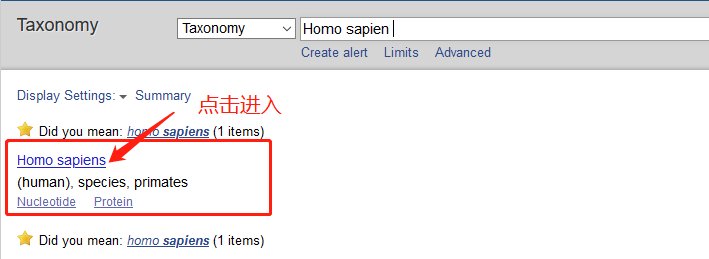 Taxonomy Taxonomy Homo sapien
Create alert Limits Advanced
Display Settings: Summary
点击进入
Did you mean: homo sapiens (1 items)
Homo sapiens
(human), species, primates
Nucleotide Protein
Did you mean: homo sapiens (1 items)